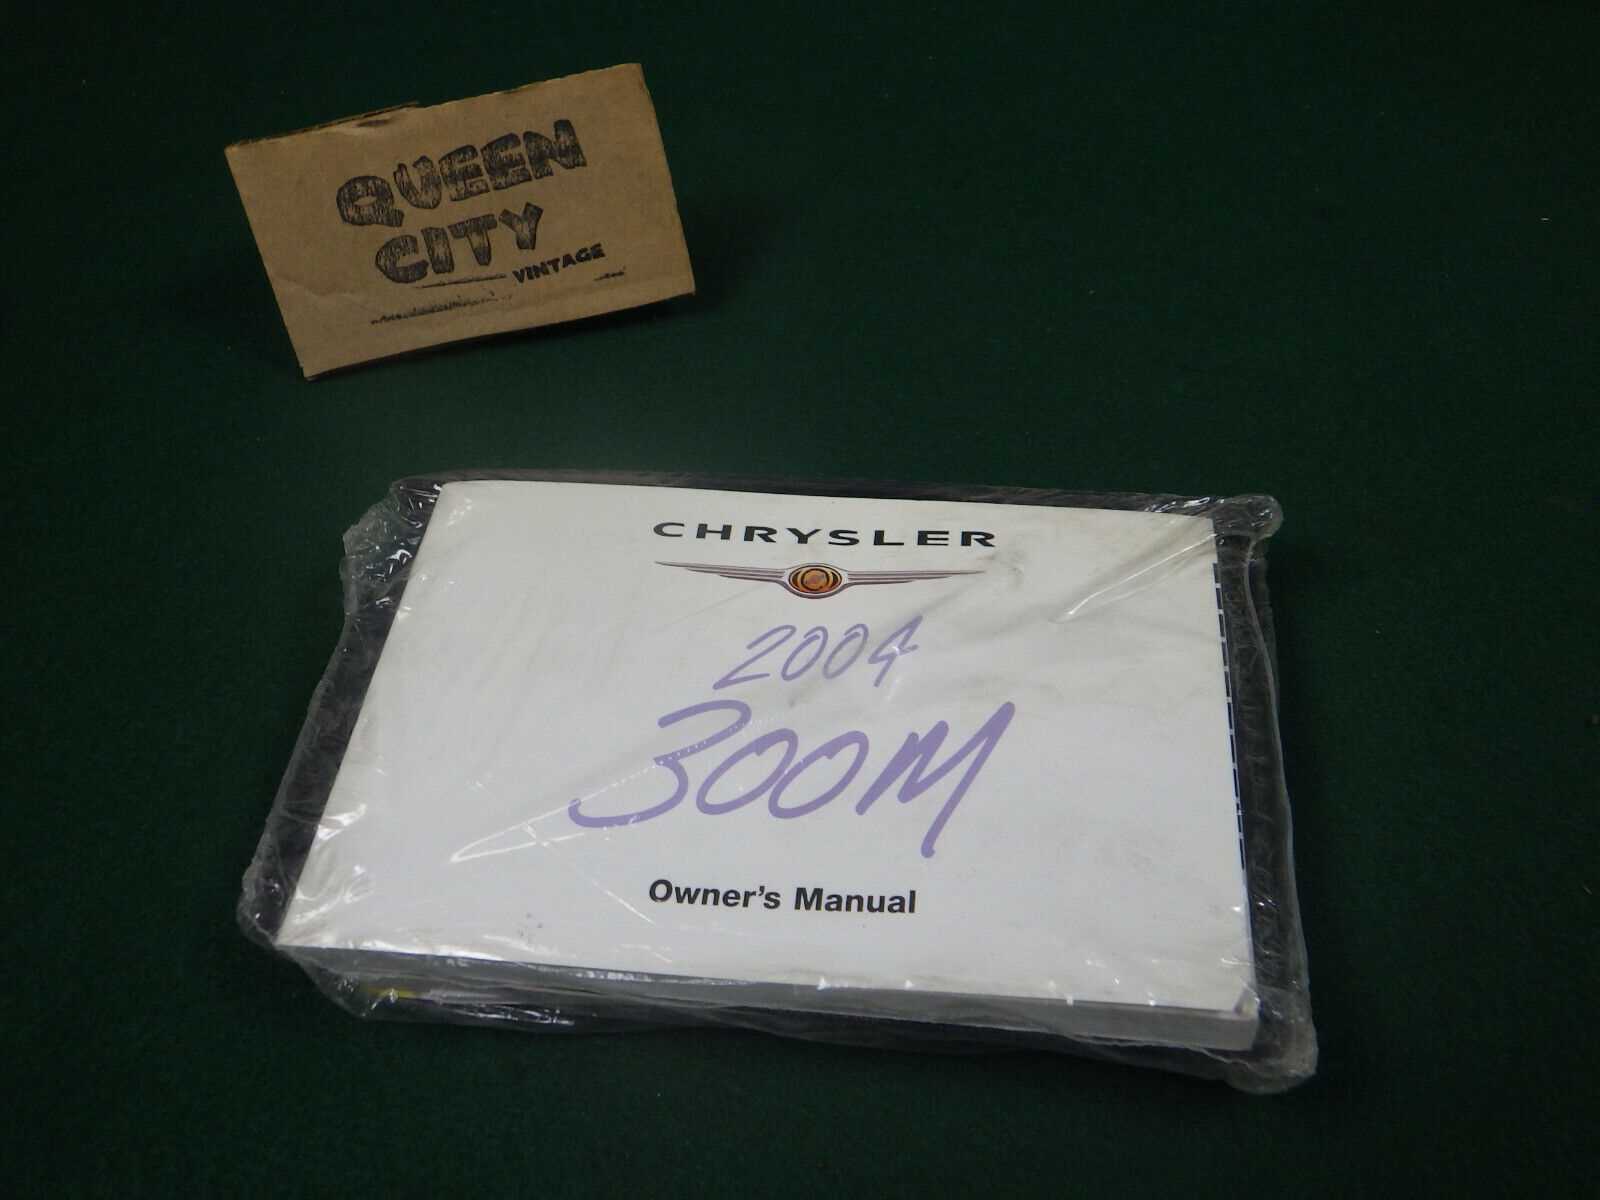 QUEEN
CITY
VINTAGE
CHRYSLER
2004
300M
Owner's Manual